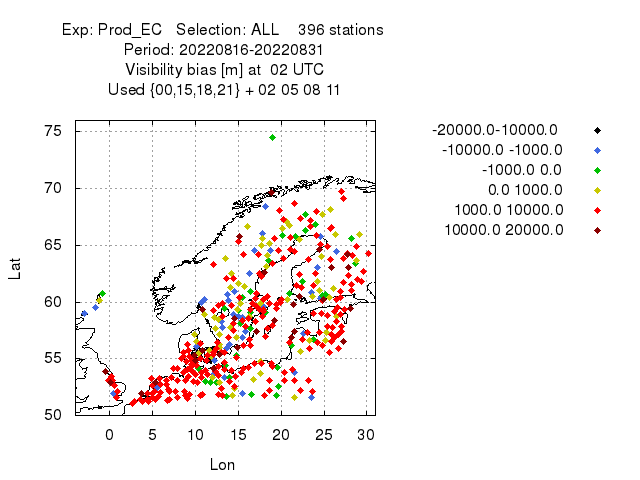 Exp: Prod_EC   Selection: ALL    396 stations
Period: 20220816-20220831
Visibility bias [m] at  02 UTC
Used {00,15,18,21} + 02 05 08 11
-20000.0-10000.0
-10000.0 -1000.0
-1000.0 0.0
0.0 1000.0
1000.0 10000.0
10000.0 20000.0
75
70
65
60
55
50
Lat
0 5 10 15 20 25 30
Lon